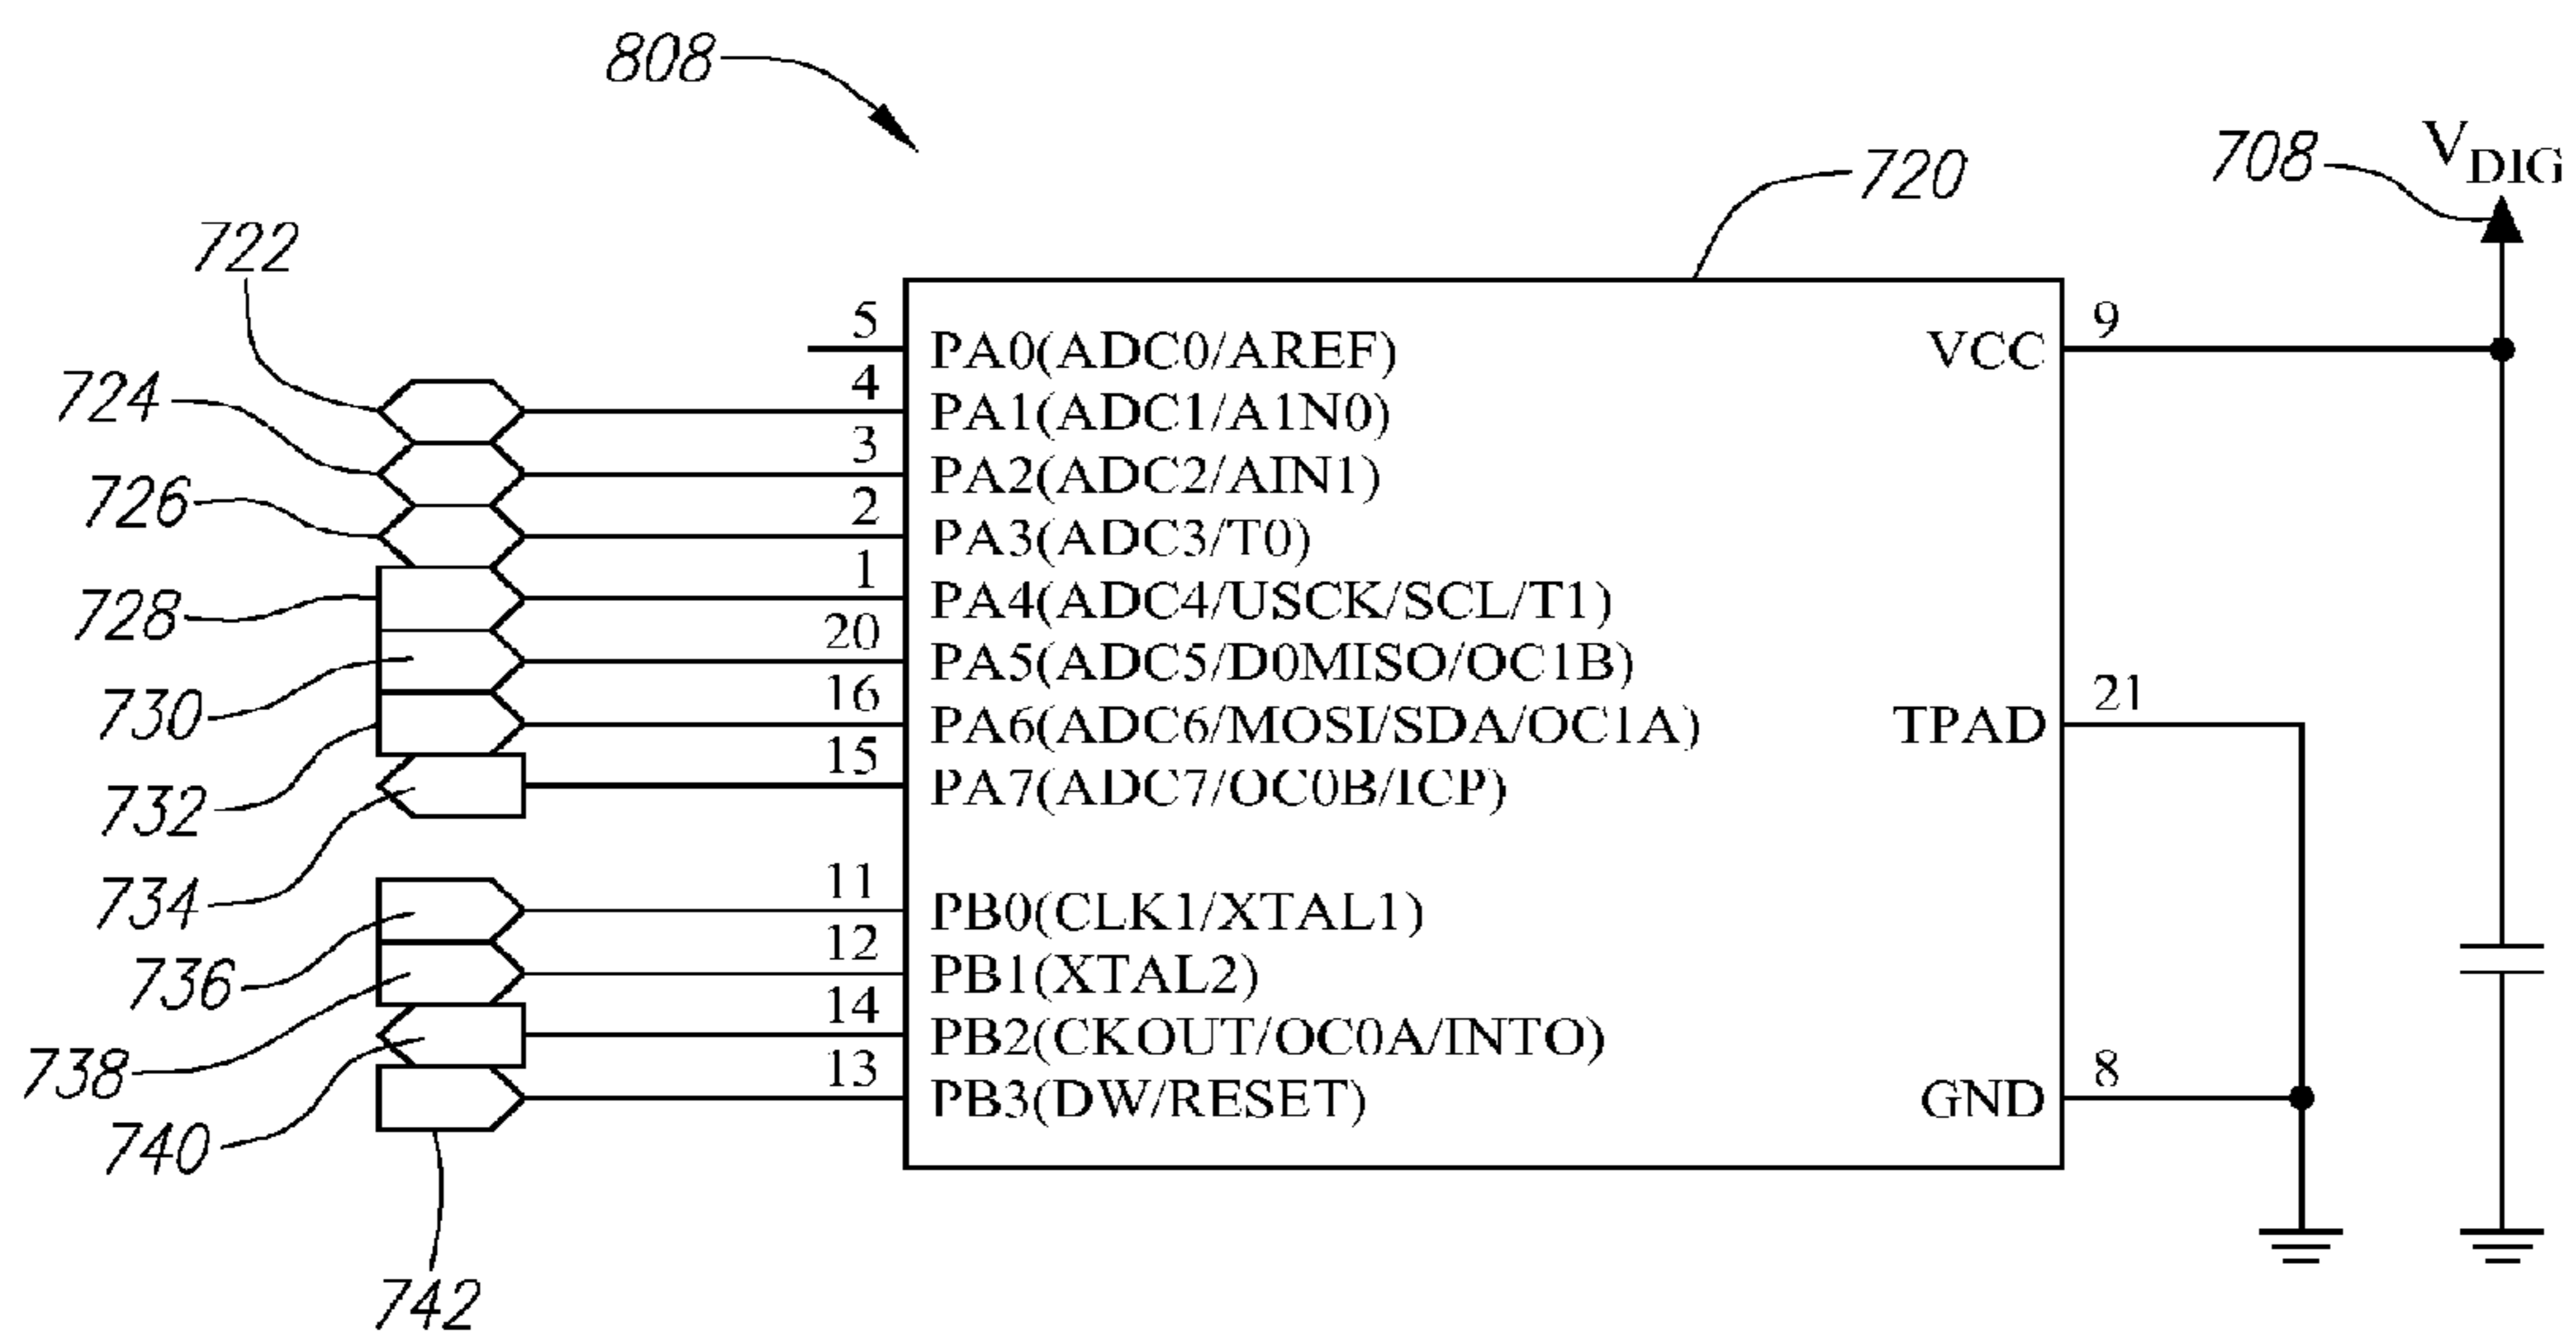 808
720
708
V_DIG
722
724
726
728
730
732
734
736
738
740
742
5 PA0(ADC0/AREF)
4 PA1(ADC1/A1N0)
3 PA2(ADC2/AIN1)
2 PA3(ADC3/T0)
1 PA4(ADC4/USCK/SCL/T1)
20 PA5(ADC5/D0MISO/OC1B)
16 PA6(ADC6/MOSI/SDA/OC1A)
15 PA7(ADC7/OC0B/ICP)
11 PB0(CLK1/XTAL1)
12 PB1(XTAL2)
14 PB2(CKOUT/OC0A/INTO)
13 PB3(DW/RESET)
VCC 9
TPAD 21
GND 8